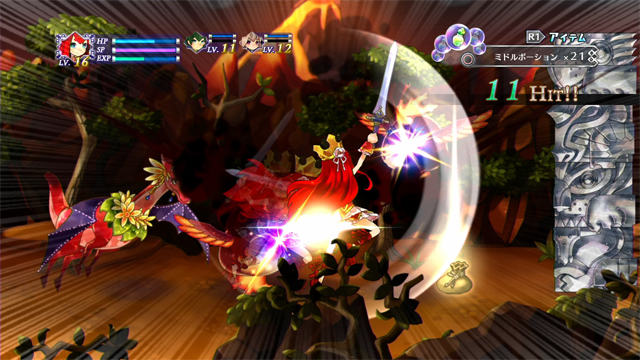 HP
SP
EXP
LV. 16
LV. 11
LV. 12
R1 アイテム
ミドルポーション ×21
11 HIT!!